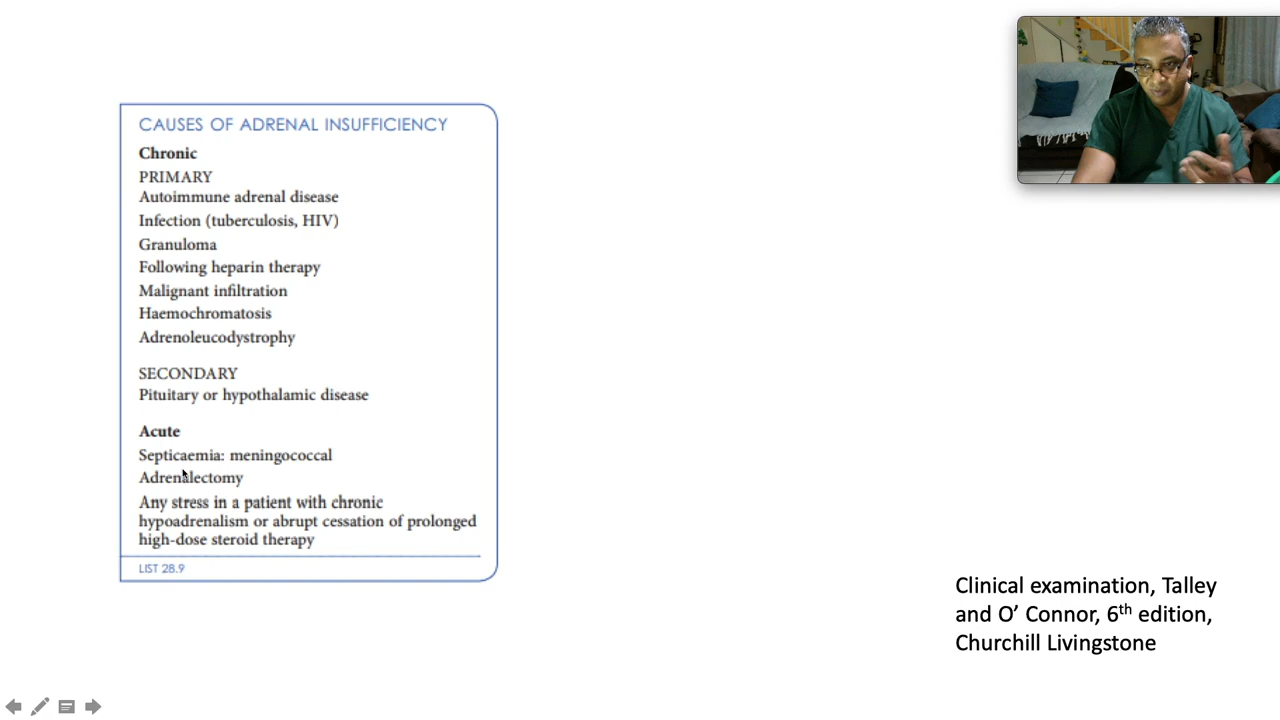 CAUSES OF ADRENAL INSUFFICIENCY
Chronic
PRIMARY
Autoimmune adrenal disease
Infection (tuberculosis, HIV)
Granuloma
Following heparin therapy
Malignant infiltration
Haemochromatosis
Adrenoleucodystrophy
SECONDARY
Pituitary or hypothalamic disease
Acute
Septicaemia: meningococcal
Adrenalectomy
Any stress in a patient with chronic
hypoadrenalism or abrupt cessation of prolonged
high-dose steroid therapy
LIST 28.9
Clinical examination, Talley
and O’ Connor, 6th edition,
Churchill Livingstone